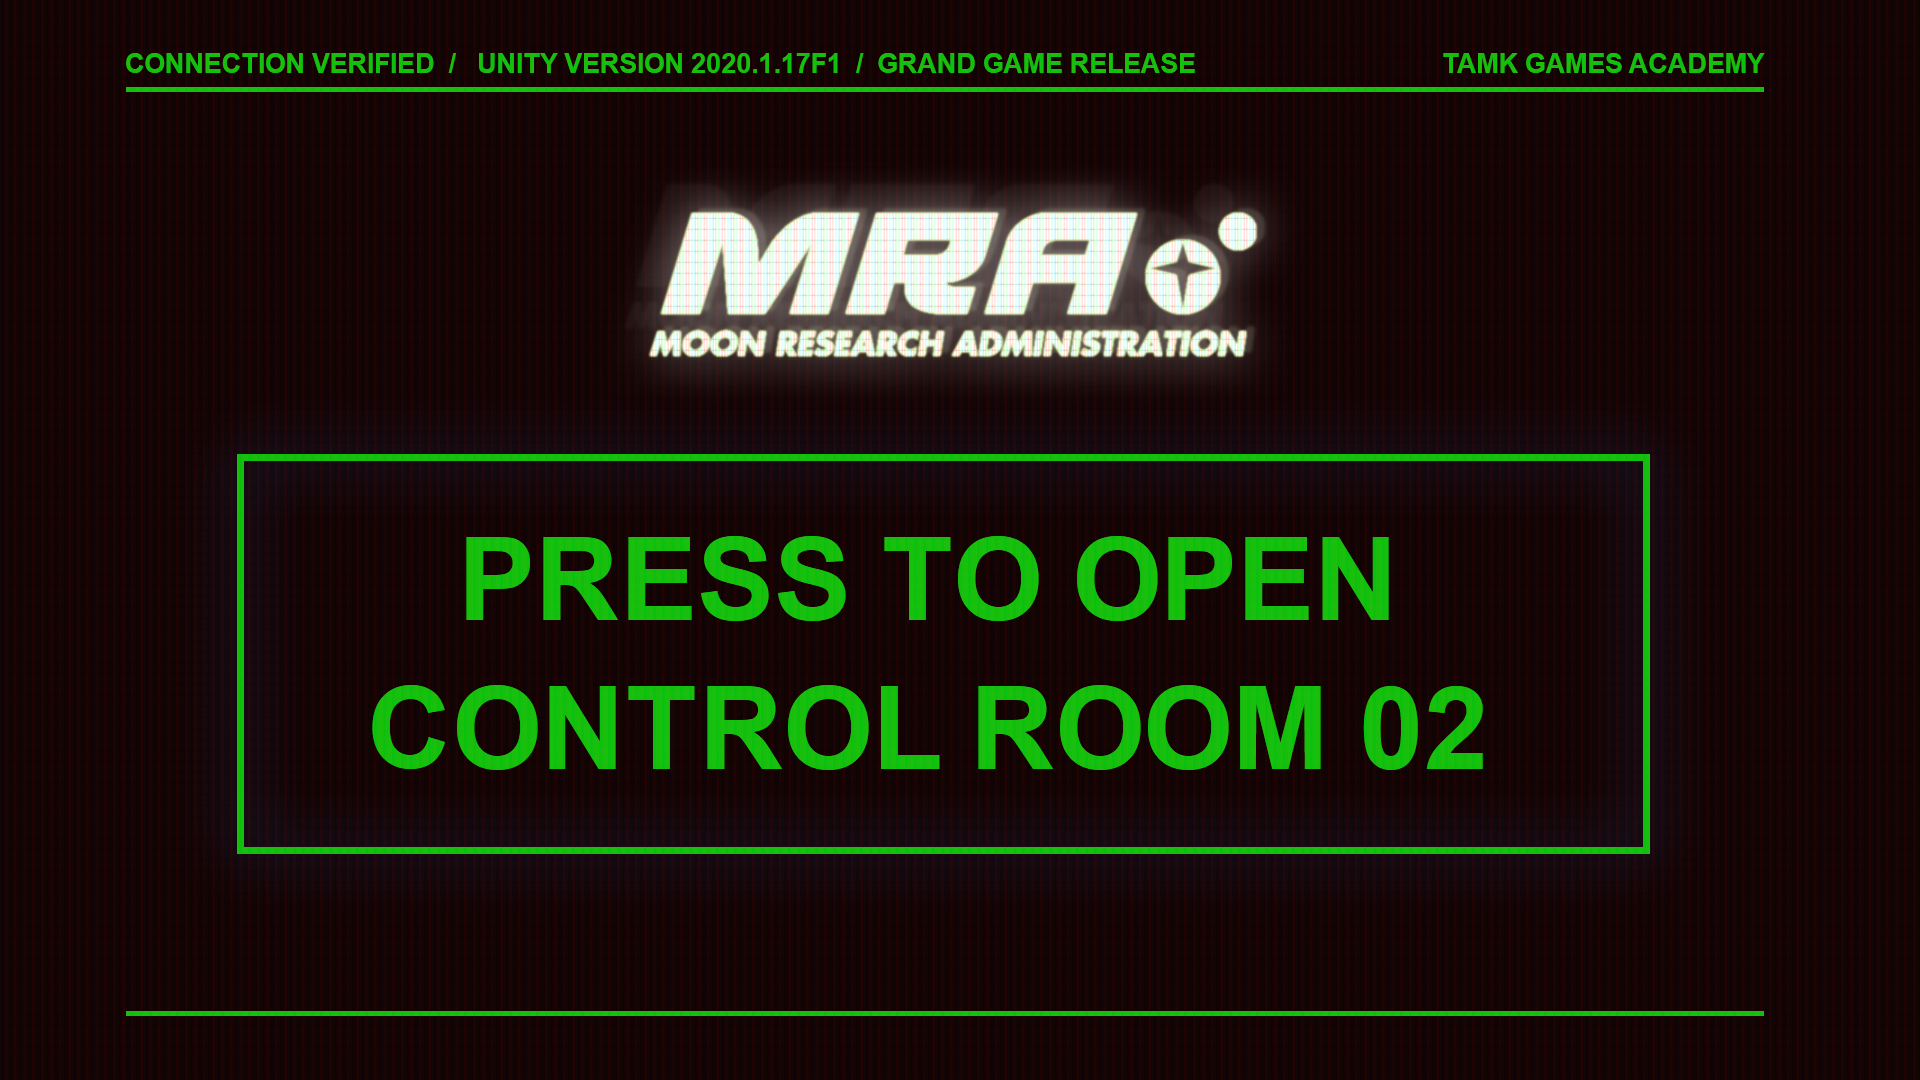 CONNECTION VERIFIED / UNITY VERSION 2020.1.17F1 / GRAND GAME RELEASE
TAMK GAMES ACADEMY
MRA
MOON RESEARCH ADMINISTRATION
PRESS TO OPEN
CONTROL ROOM 02